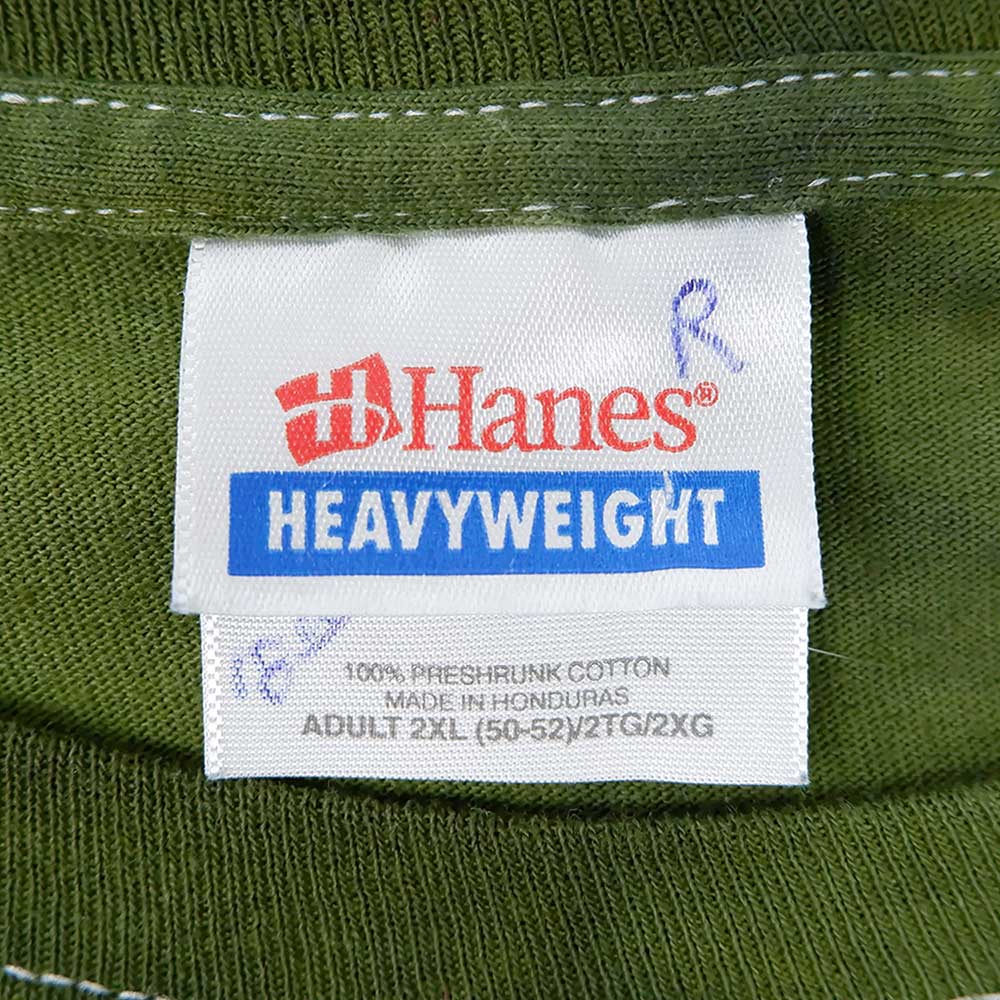 R
Hanes®
HEAVYWEIGHT
100% PRESHRUNK COTTON
MADE IN HONDURAS
ADULT 2XL (50-52)/2TG/2XG